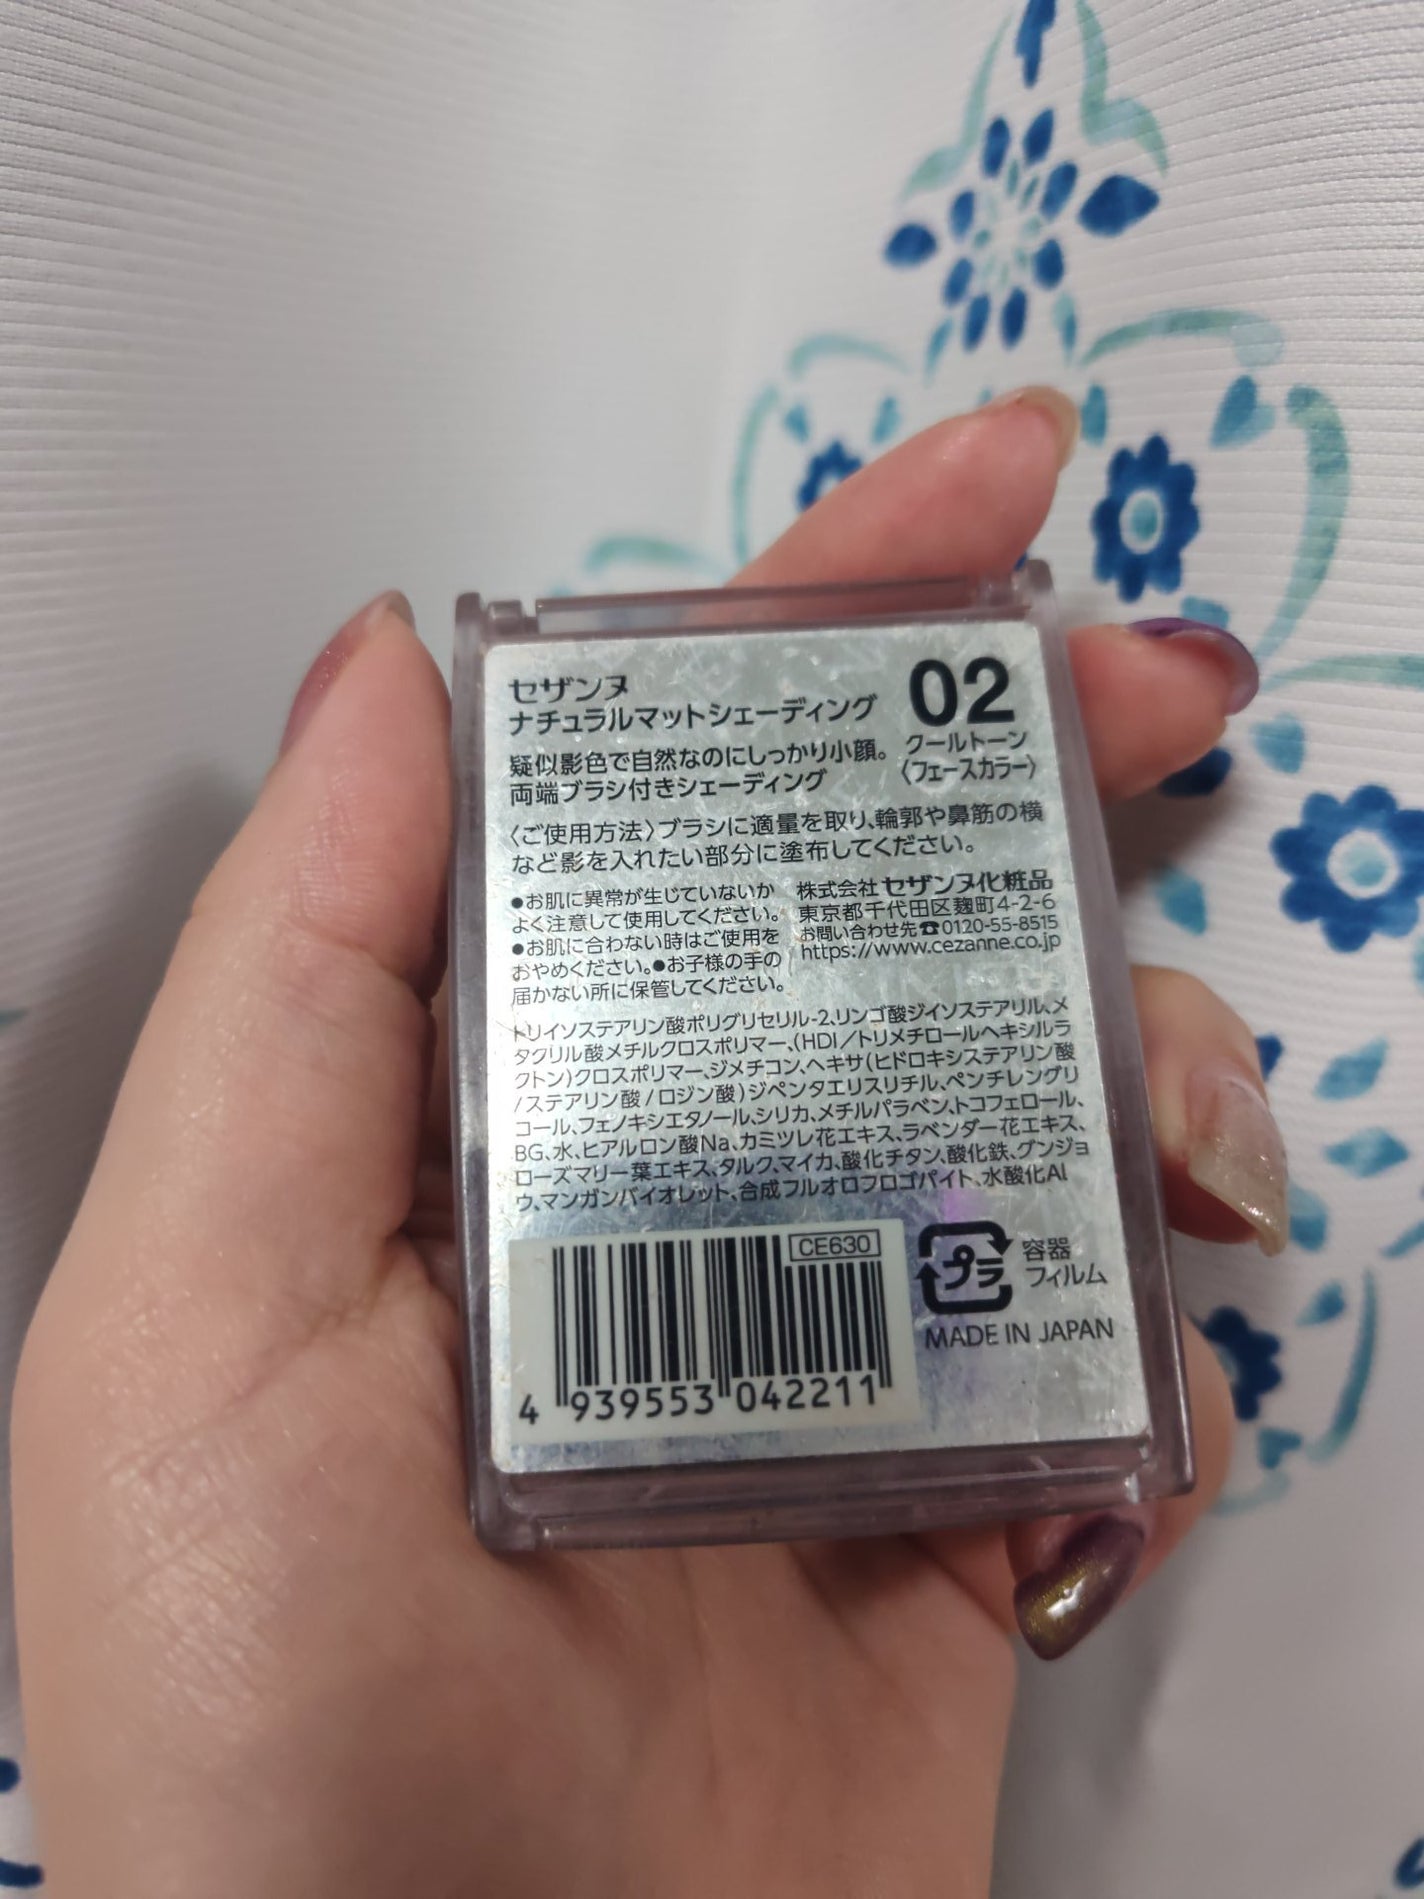 セザンヌ
ナチュラルマットシェーディング
02
クールトーン
〈フェースカラー〉
疑似影色で自然なのにしっかり小顔。
両端ブラシ付きシェーディング
〈ご使用方法〉ブラシに適量を取り、輪郭や鼻筋の横
など影を入れたい部分に塗布してください。
●お肌に異常が生じていないか
よく注意して使用してください。
●お肌に合わない時はご使用を
おやめください。●お子様の手の
届かない所に保管してください。
株式会社セザンヌ化粧品
東京都千代田区麹町4-2-6
お問い合わせ先☎0120-55-8515
https://www.cezanne.co.jp
トリイソステアリン酸ポリグリセリル-2、リンゴ酸ジイソステアリル、メ
タクリル酸メチルクロスポリマー、(HDI/トリメチロールヘキシルラ
クトン)クロスポリマー、ジメチコン、ヘキサ(ヒドロキシステアリン酸
/ステアリン酸/ロジン酸)ジペンタエリスリチル、ペンチレングリ
コール、フェノキシエタノール、シリカ、メチルパラベン、トコフェロール、
BG、水、ヒアルロン酸Na、カミツレ花エキス、ラベンダー花エキス、
ローズマリー葉エキス、タルク、マイカ、酸化チタン、酸化鉄、グンジョ
ウ、マンガンバイオレット、合成フルオロフロゴパイト、水酸化Al
CE630
4 939553 042211
プラ
容器
フィルム
MADE IN JAPAN